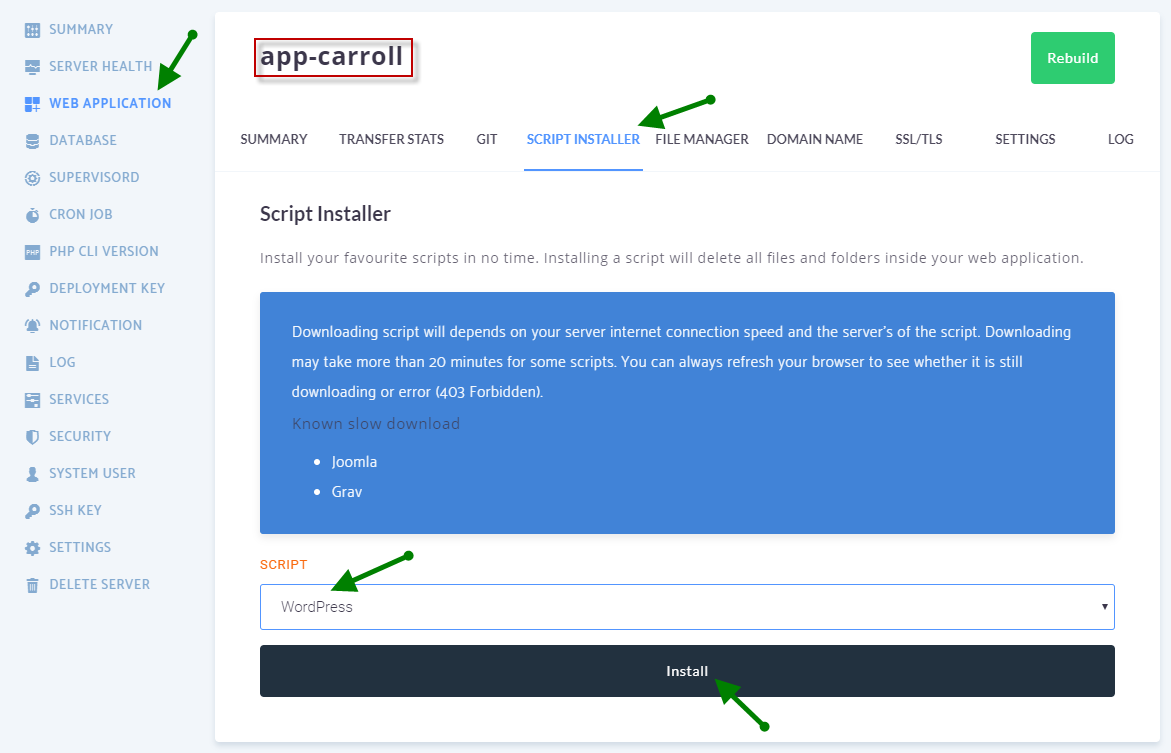 SUMMARY
SERVER HEALTH
WEB APPLICATION
DATABASE
SUPERVISORD
CRON JOB
PHP PHP CLI VERSION
DEPLOYMENT KEY
NOTIFICATION
LOG
SERVICES
SECURITY
SYSTEM USER
SSH KEY
SETTINGS
DELETE SERVER
app-carroll
Rebuild
SUMMARY TRANSFER STATS GIT SCRIPT INSTALLER FILE MANAGER DOMAIN NAME SSL/TLS SETTINGS LOG
Script Installer
Install your favourite scripts in no time. Installing a script will delete all files and folders inside your web application.
Downloading script will depends on your server internet connection speed and the server's of the script. Downloading
may take more than 20 minutes for some scripts. You can always refresh your browser to see whether it is still
downloading or error (403 Forbidden).
Known slow download
• Joomla
• Grav
SCRIPT
WordPress
Install